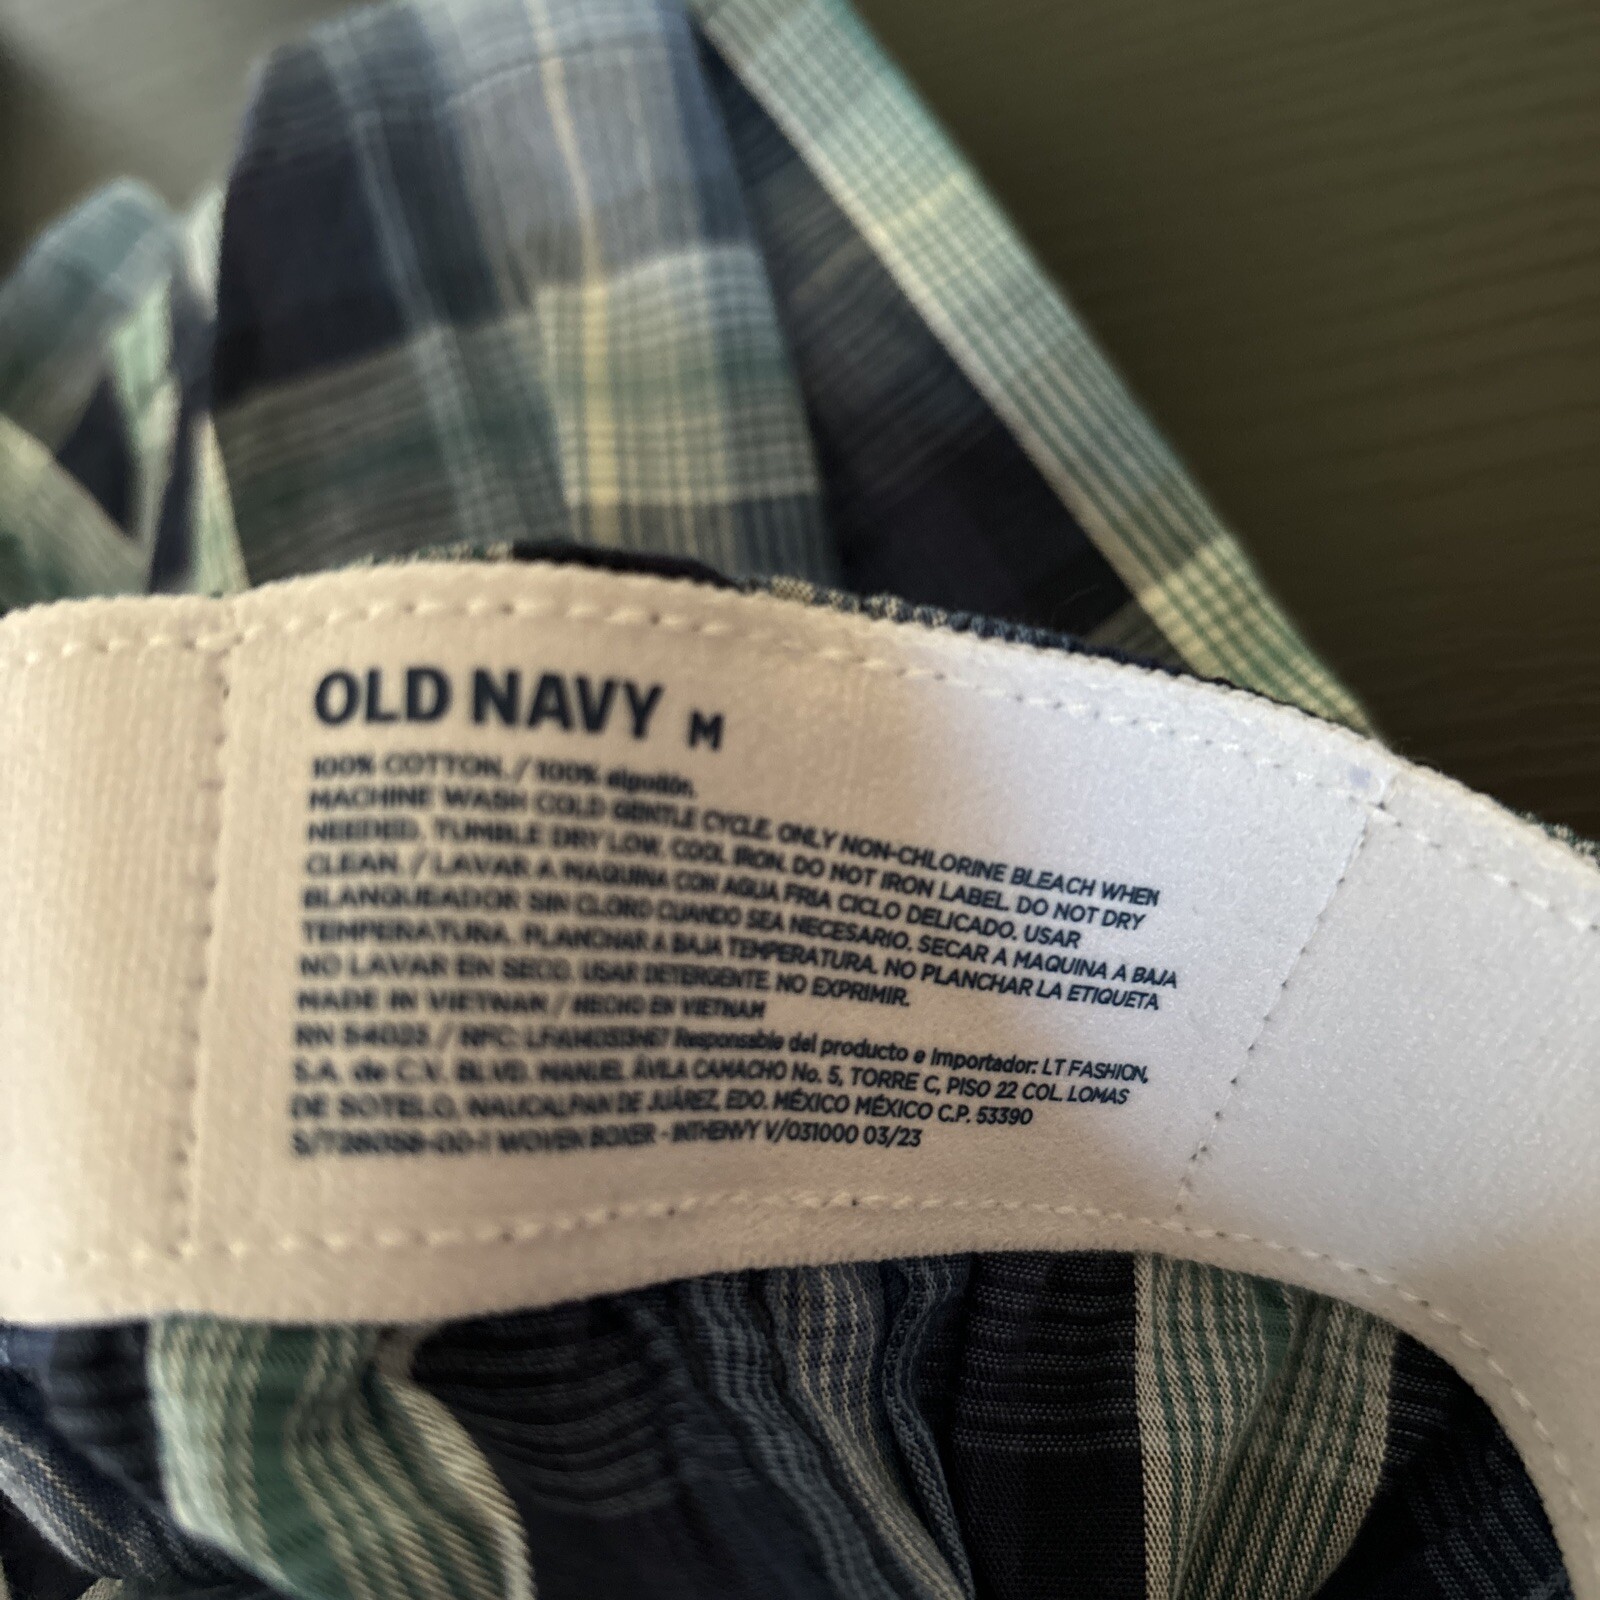 OLD NAVY M
100% COTTON. / 100% algodón.
MACHINE WASH COLD GENTLE CYCLE. ONLY NON-CHLORINE BLEACH WHEN
NEEDED. TUMBLE DRY LOW. COOL IRON. DO NOT IRON LABEL. DO NOT DRY
CLEAN. / LAVAR A MAQUINA CON AGUA FRIA CICLO DELICADO. USAR
BLANQUEADOR SIN CLORO CUANDO SEA NECESARIO. SECAR A MAQUINA A BAJA
TEMPERATURA. PLANCHAR A BAJA TEMPERATURA. NO PLANCHAR LA ETIQUETA
NO LAVAR EN SECO. USAR DETERGENTE. NO EXPRIMIR.
MADE IN VIETNAM / HECHO EN VIETNAM
RN 54023 / RFC: Responsable del producto e Importador: LT FASHION,
S.A. de C.V. BLVD. MANUEL ÁVILA CAMACHO No. 5, TORRE C, PISO 22 COL. LOMAS
DE SOTELO, NAUCALPAN DE JUÁREZ, EDO. MÉXICO MÉXICO C.P. 53390
WOVEN BOXER - INTHENVY V/031000 03/23